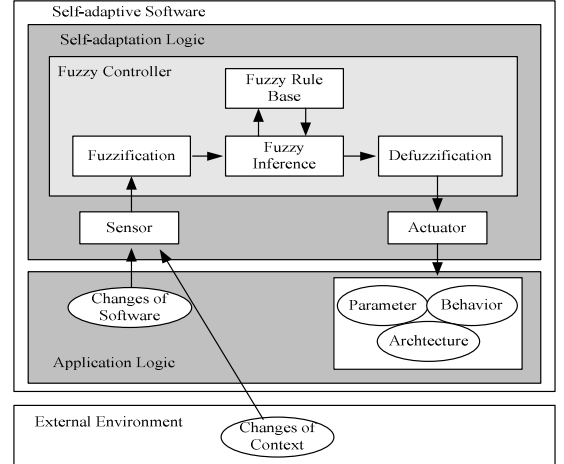 Self-adaptive Software
Self-adaptation Logic
Fuzzy Controller
Fuzzy Rule
Base
Fuzzification
Fuzzy
Inference
Defuzzification
Sensor
Actuator
Changes of
Software
Parameter
Behavior
Archtecture
Application Logic
External Environment
Changes of
Context